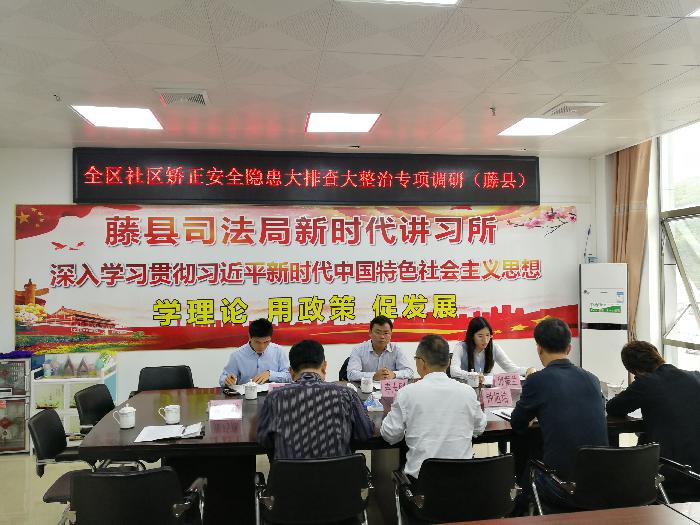 全区社区矫正安全隐患大排查大整治专项调研（藤县）
藤县司法局新时代讲习所
深入学习贯彻习近平新时代中国特色社会主义思想
学理论 用政策 促发展